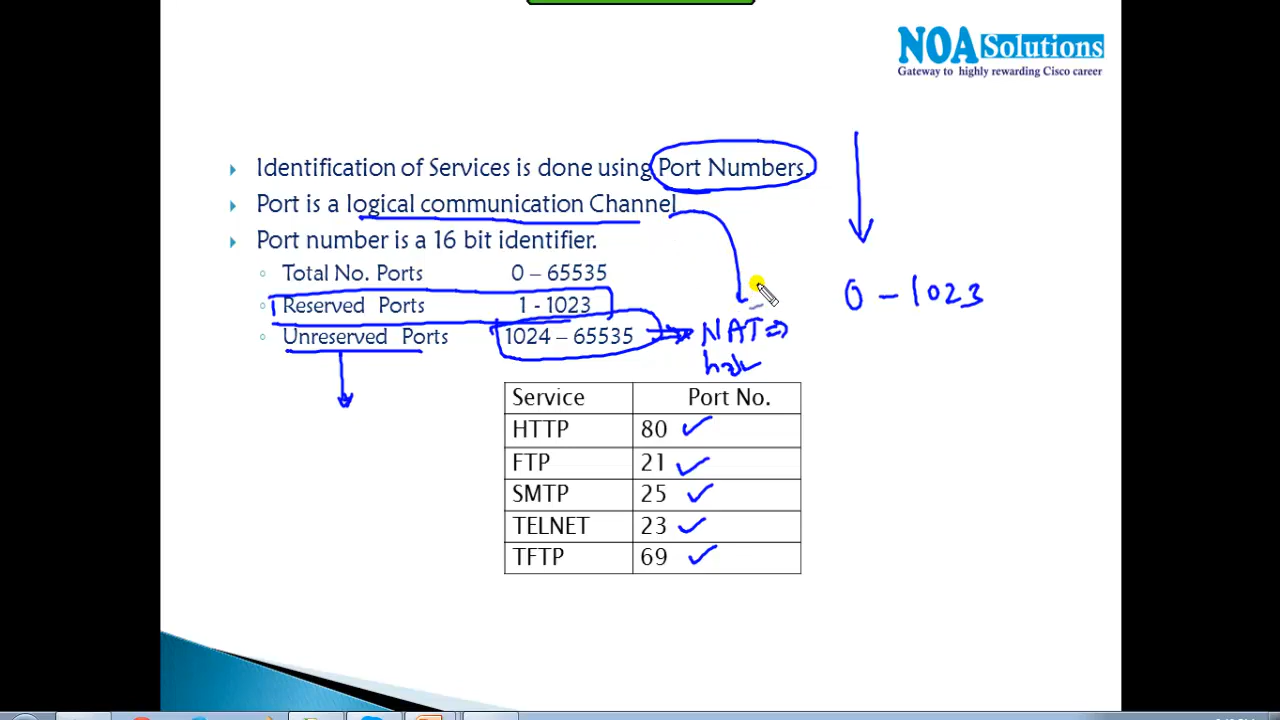 NOA Solutions
Gateway to highly rewarding Cisco career
Identification of Services is done using Port Numbers.
Port is a logical communication Channel
Port number is a 16 bit identifier.
Total No. Ports 0 – 65535
Reserved Ports 1 - 1023
0 – 1023
Unreserved Ports 1024 – 65535
NAT ⇒
Service Port No.
HTTP 80
FTP 21
SMTP 25
TELNET 23
TFTP 69